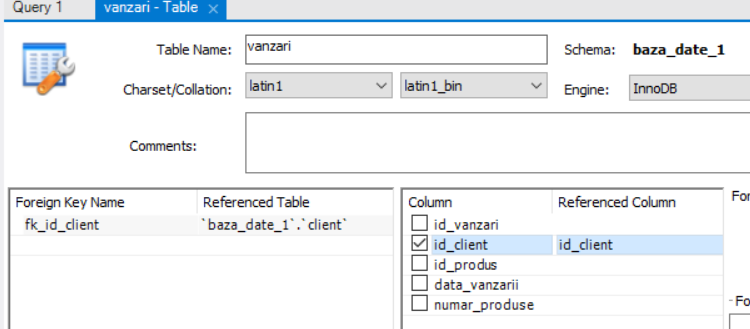 Query 1 vanzari - Table ×
Table Name: vanzari Schema: baza_date_1
Charset/Collation: latin1 latin1_bin Engine: InnoDB
Comments:
Foreign Key Name Referenced Table Column Referenced Column For
fk_id_client `baza_date_1`.`client` id_vanzari
id_client id_client
id_produs
data_vanzarii
numar_produse Fo